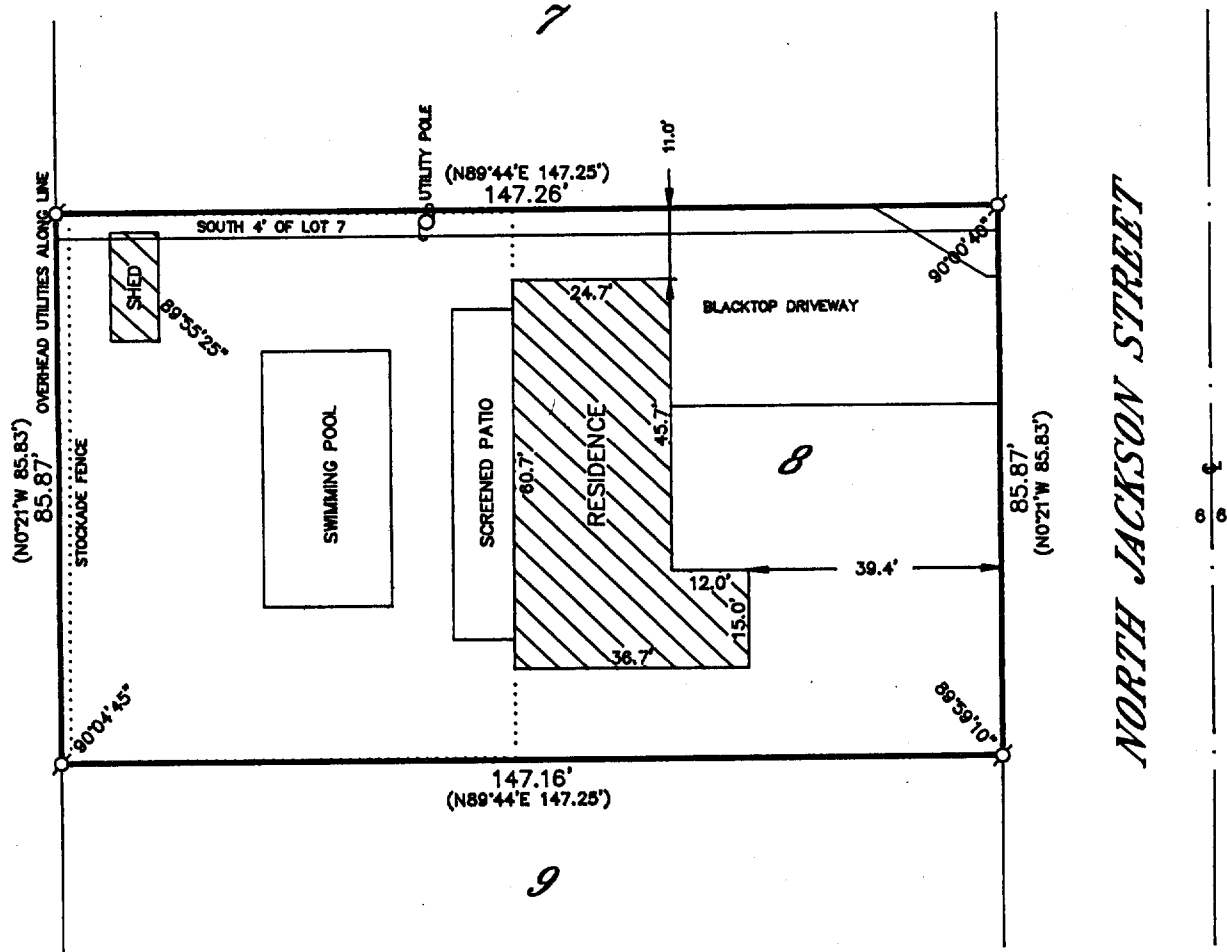 7
UTILITY POLE
11.0'
(N89°44'E 147.25')
147.26'
OVERHEAD UTILITIES ALONG LINE
SOUTH 4' OF LOT 7
90°00'40"
SHED
89°55'25"
24.7'
BLACKTOP DRIVEWAY
(N0°21'W 85.83')
85.87'
STOCKADE FENCE
SWIMMING POOL
SCREENED PATIO
60.7'
RESIDENCE
45.7'
8
85.87'
(N0°21'W 85.83')
NORTH JACKSON STREET
℄
66
39.4'
12.0'
15.0'
36.7'
90°04'45"
89°59'10"
147.16'
(N89°44'E 147.25')
9